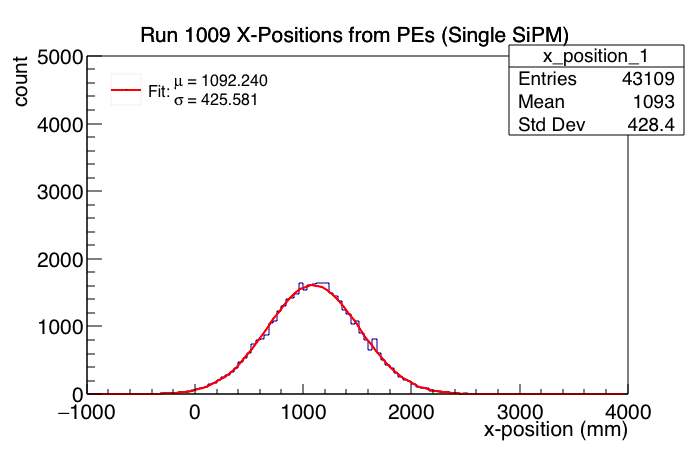 Run 1009 X-Positions from PEs (Single SiPM)
x_position_1
Entries 43109
Mean 1093
Std Dev 428.4
Fit: μ = 1092.240
σ = 425.581
count
5000
4000
3000
2000
1000
0
−1000 0 1000 2000 3000 4000
x-position (mm)